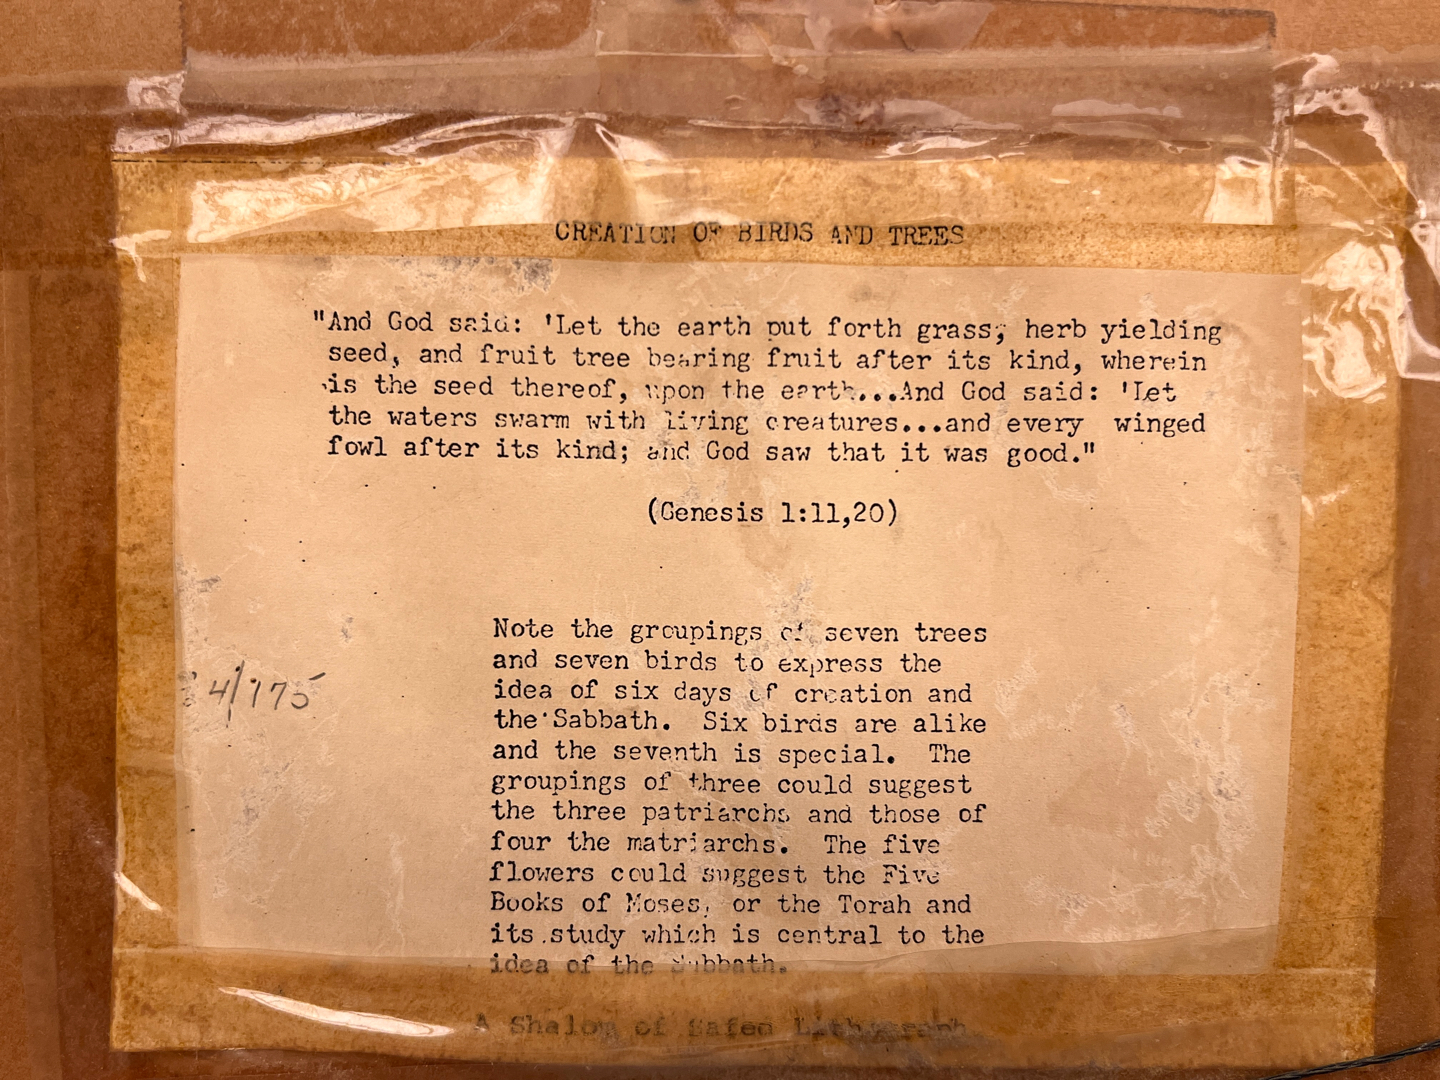 CREATION OF BIRDS AND TREES
"And God said: 'Let the earth put forth grass, herb yielding
seed, and fruit tree bearing fruit after its kind, wherein
is the seed thereof, upon the earth...And God said: 'Let
the waters swarm with living creatures...and every winged
fowl after its kind; and God saw that it was good."
(Genesis 1:11,20)
Note the groupings of seven trees
and seven birds to express the
idea of six days of creation and
the Sabbath. Six birds are alike
and the seventh is special. The
groupings of three could suggest
the three patriarchs and those of
four the matriarchs. The five
flowers could suggest the Five
Books of Moses, or the Torah and
its study which is central to the
idea of the Sabbath.
4/175
A Shalom of Safed Lithograph